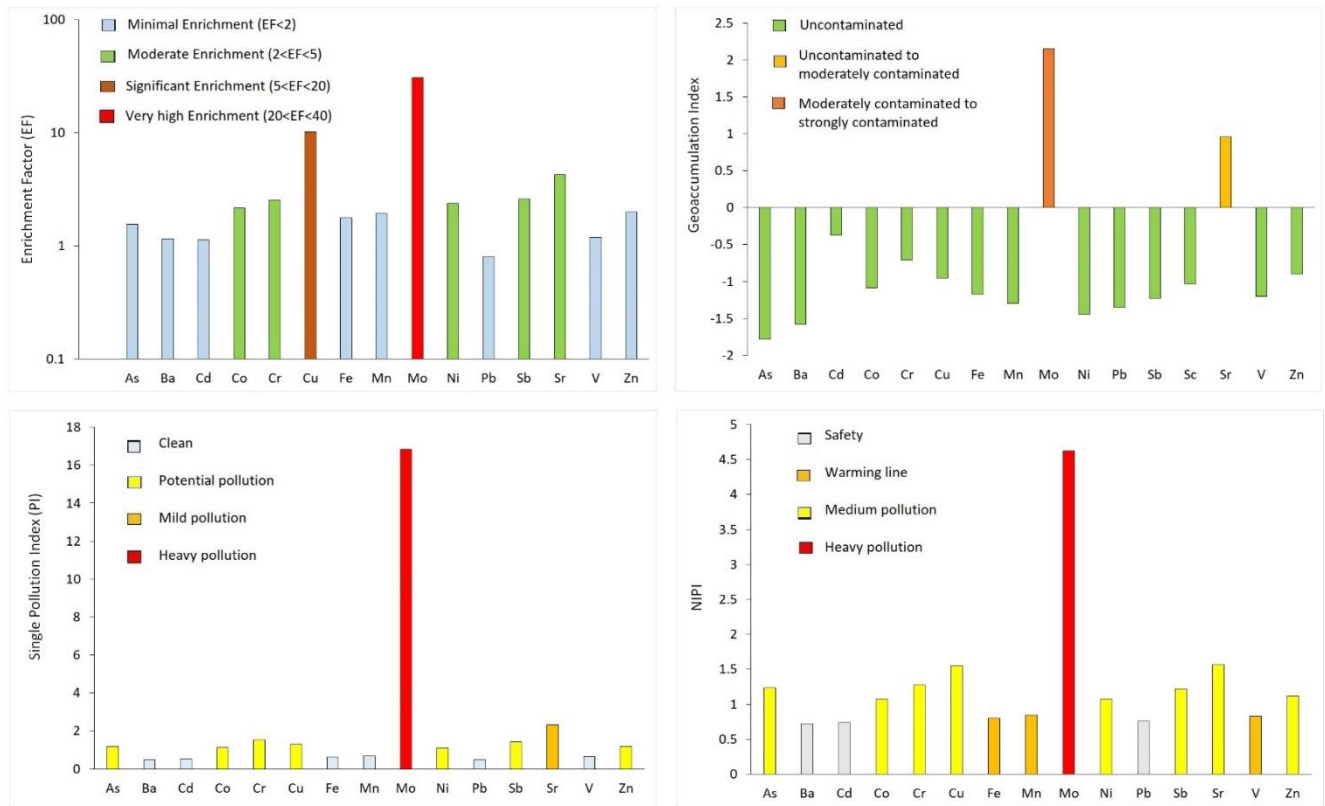 Enrichment Factor (EF)
100
10
1
0.1
Minimal Enrichment (EF<2)
Moderate Enrichment (2<EF<5)
Significant Enrichment (5<EF<20)
Very high Enrichment (20<EF<40)
As Ba Cd Co Cr Cu Fe Mn Mo Ni Pb Sb Sr V Zn
Geoaccumulation Index
2.5
2
1.5
1
0.5
0
-0.5
-1
-1.5
-2
Uncontaminated
Uncontaminated to
moderately contaminated
Moderately contaminated to
strongly contaminated
As Ba Cd Co Cr Cu Fe Mn Mo Ni Pb Sb Sc Sr V Zn
Single Pollution Index (PI)
18
16
14
12
10
8
6
4
2
0
Clean
Potential pollution
Mild pollution
Heavy pollution
As Ba Cd Co Cr Cu Fe Mn Mo Ni Pb Sb Sr V Zn
NIPI
5
4.5
4
3.5
3
2.5
2
1.5
1
0.5
0
Safety
Warming line
Medium pollution
Heavy pollution
As Ba Cd Co Cr Cu Fe Mn Mo Ni Pb Sb Sr V Zn